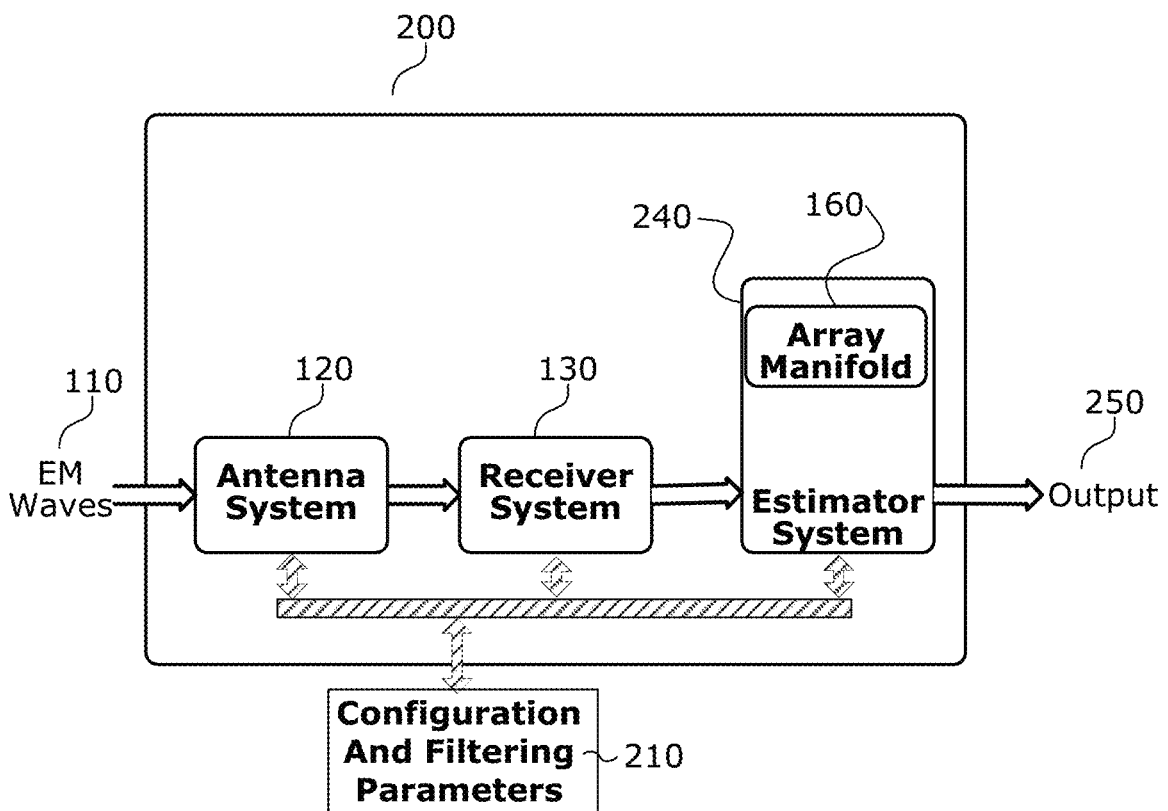 200
240
160
Array
Manifold
110
120
130
250
EM
Waves
Antenna
System
Receiver
System
Estimator
System
Output
Configuration
And Filtering
Parameters
210